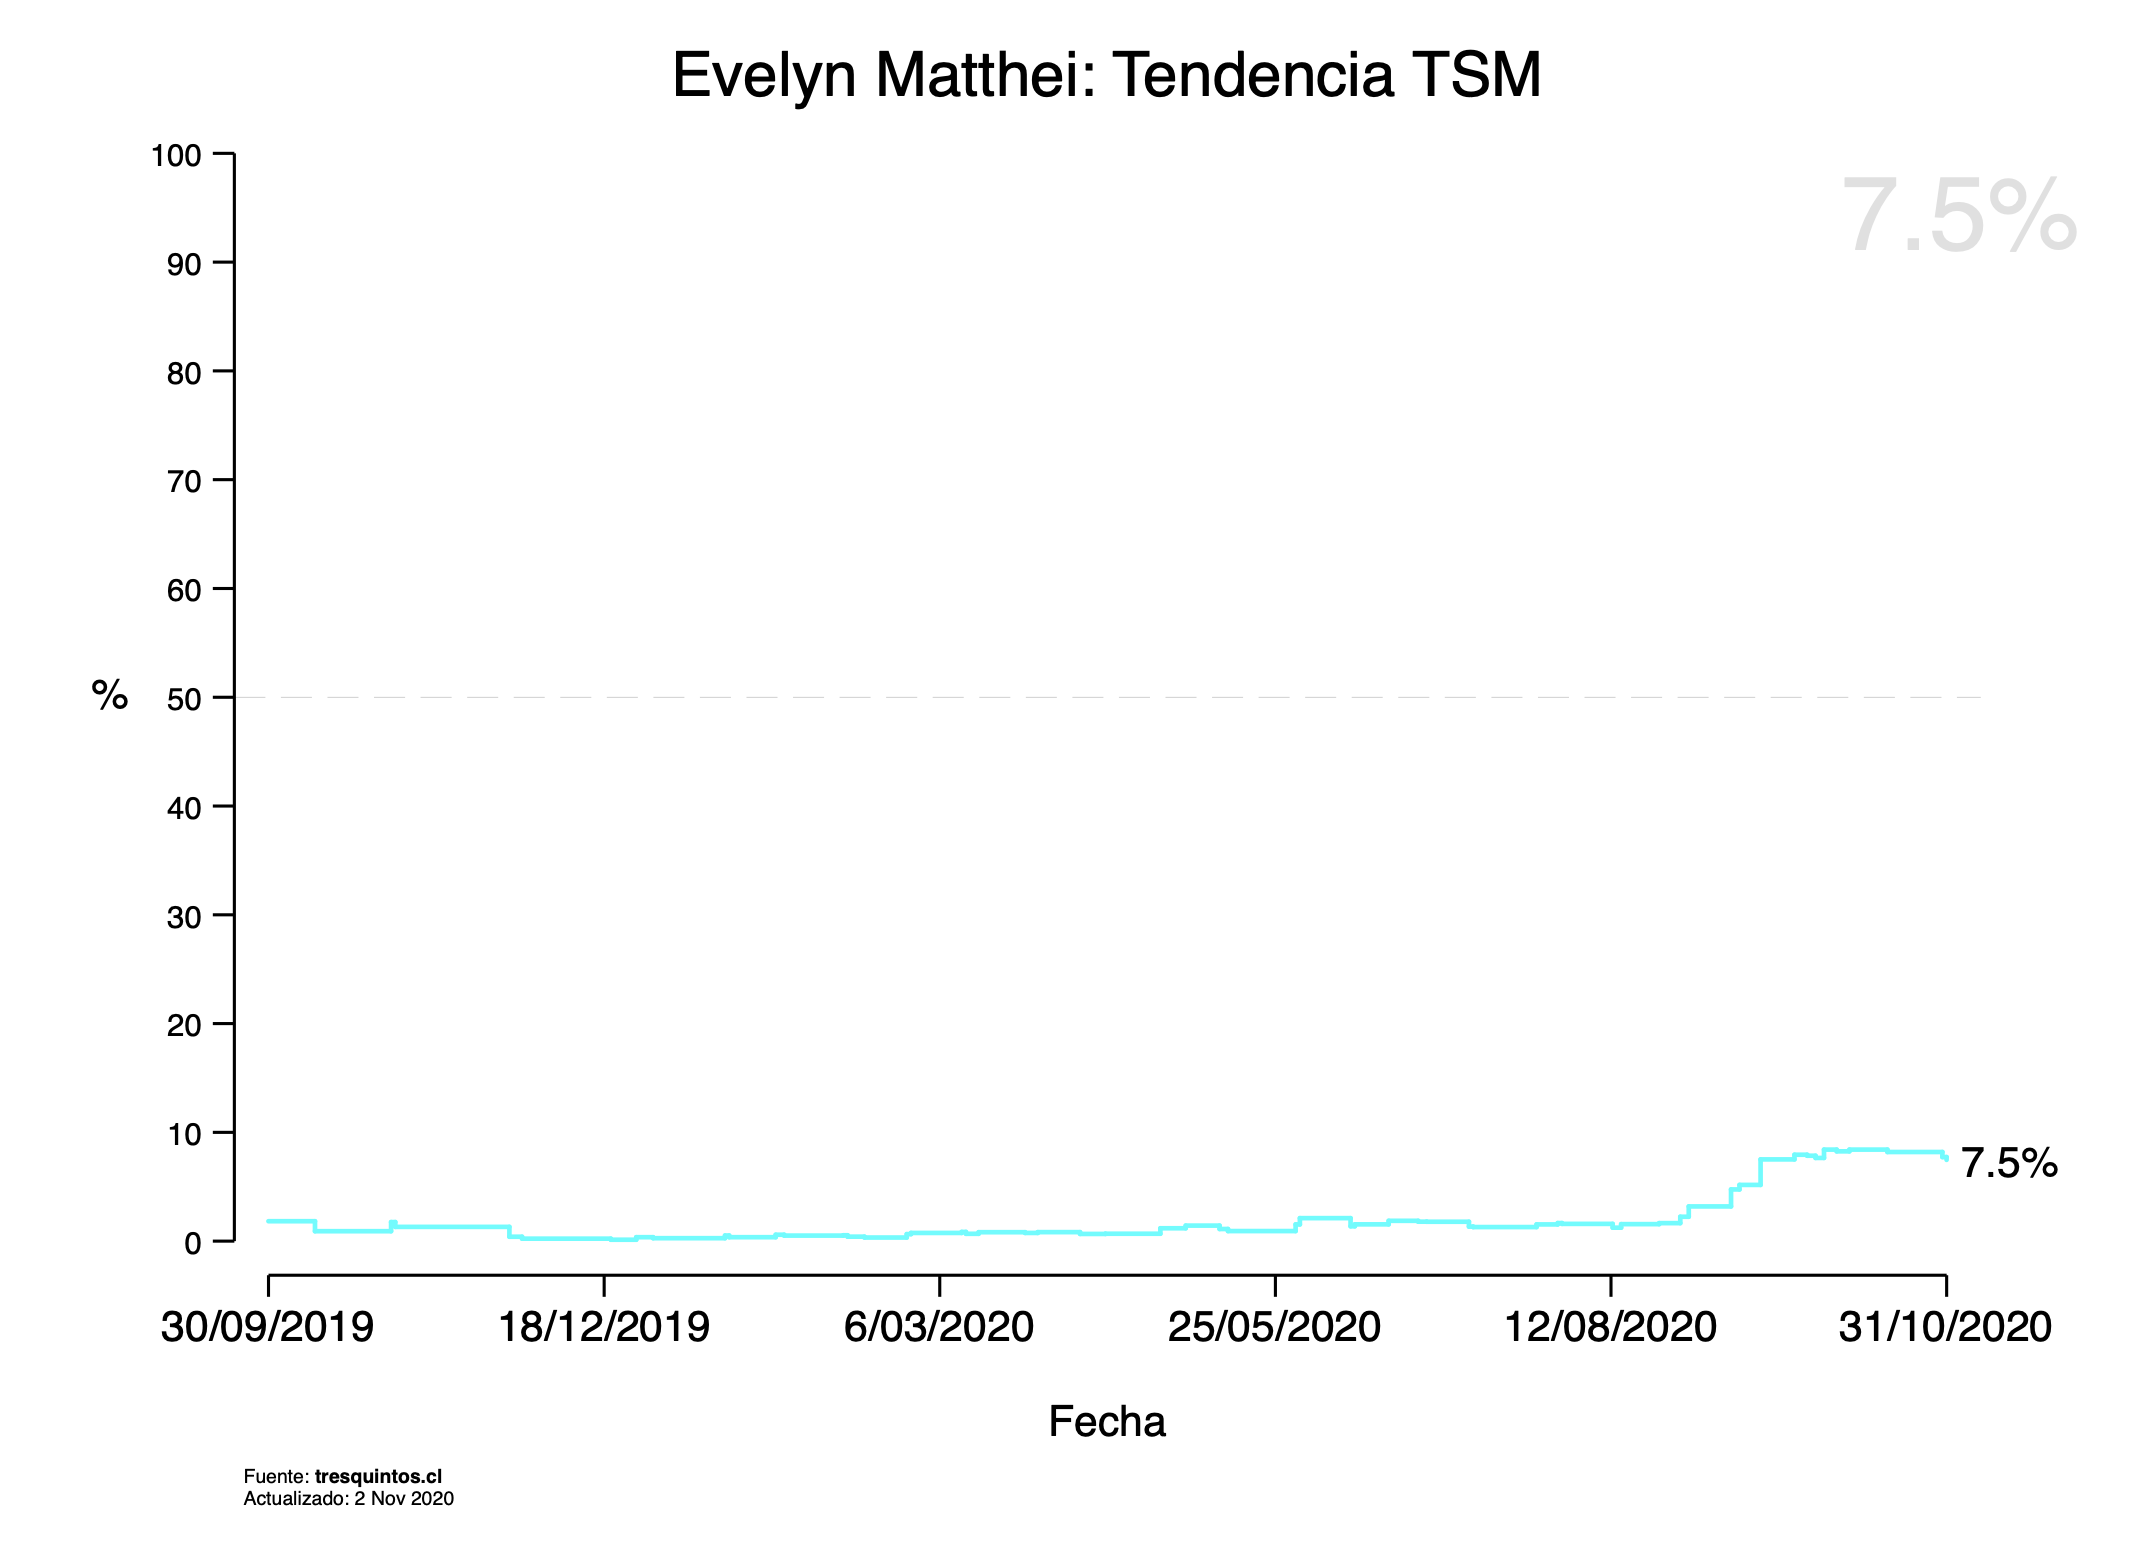 Evelyn Matthei: Tendencia TSM
7.5%
100
90
80
70
60
50
40
30
20
10
0
%
7.5%
30/09/2019 18/12/2019 6/03/2020 25/05/2020 12/08/2020 31/10/2020
Fecha
Fuente: tresquintos.cl
Actualizado: 2 Nov 2020